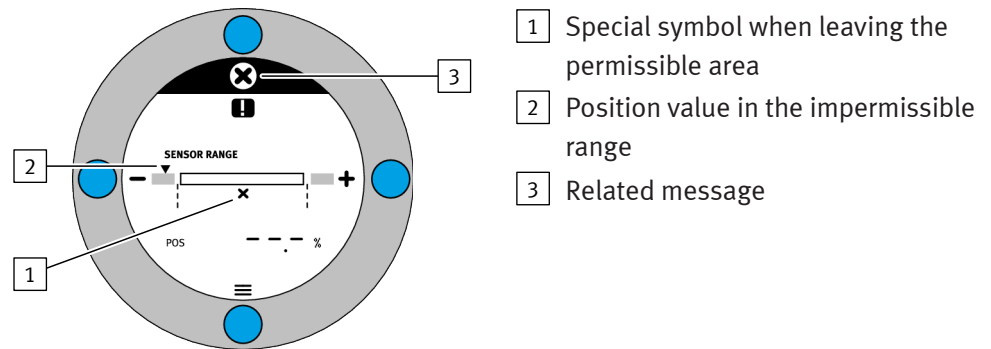 1 Special symbol when leaving the
permissible area
2 Position value in the impermissible
range
3 Related message
3
SENSOR RANGE
2
− +
POS ---.- %
1